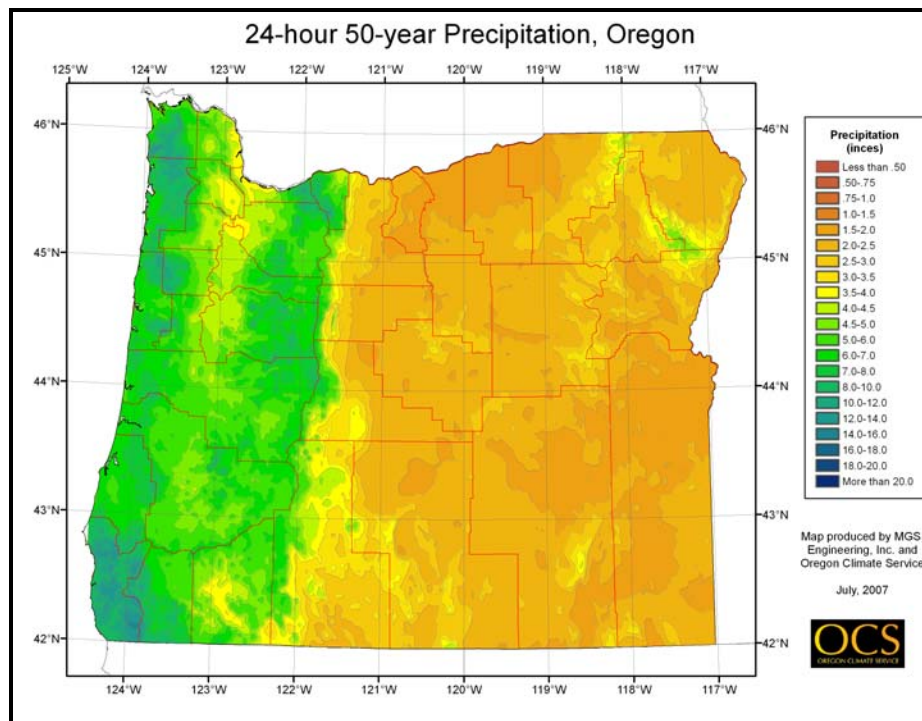 24-hour 50-year Precipitation, Oregon
125°W 124°W 123°W 122°W 121°W 120°W 119°W 118°W 117°W
46°N 46°N
45°N 45°N
44°N 44°N
43°N 43°N
42°N 42°N
124°W 123°W 122°W 121°W 120°W 119°W 118°W 117°W
Precipitation
(inces)
Less than .50
.50-.75
.75-1.0
1.0-1.5
1.5-2.0
2.0-2.5
2.5-3.0
3.0-3.5
3.5-4.0
4.0-4.5
4.5-5.0
5.0-6.0
6.0-7.0
7.0-8.0
8.0-10.0
10.0-12.0
12.0-14.0
14.0-16.0
16.0-18.0
18.0-20.0
More than 20.0
Map produced by MGS
Engineering, Inc. and
Oregon Climate Service
July, 2007
OCS
OREGON CLIMATE SERVICE